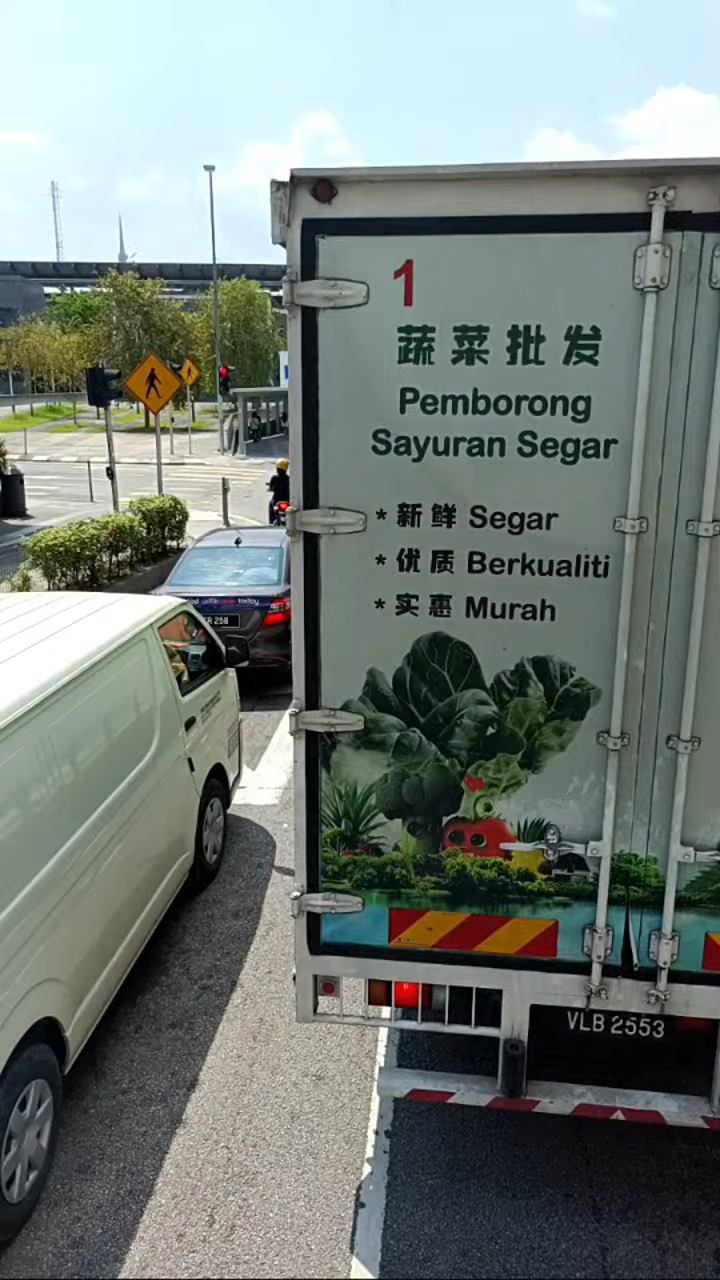 1
蔬菜批发
Pemborong
Sayuran Segar
* 新鲜 Segar
* 优质 Berkualiti
* 实惠 Murah
VLB 2553
today